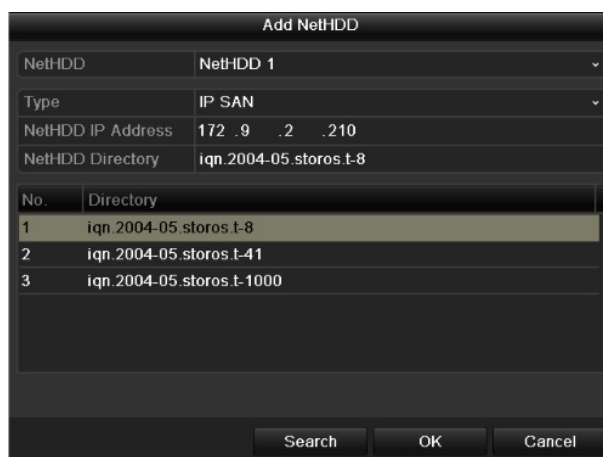 Add NetHDD
NetHDD NetHDD 1
Type IP SAN
NetHDD IP Address 172 .9 .2 .210
NetHDD Directory iqn.2004-05.storos.t-8
No. Directory
1 iqn.2004-05.storos.t-8
2 iqn.2004-05.storos.t-41
3 iqn.2004-05.storos.t-1000
Search OK Cancel